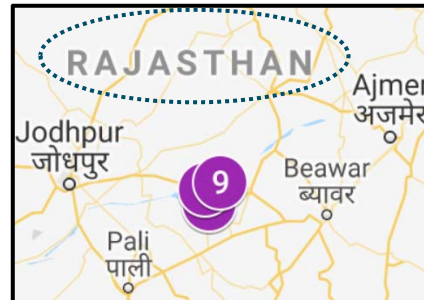 RAJASTHAN
Ajmer
अजमेर
Jodhpur
जोधपुर
9
Beawar
ब्यावर
Pali
पाली